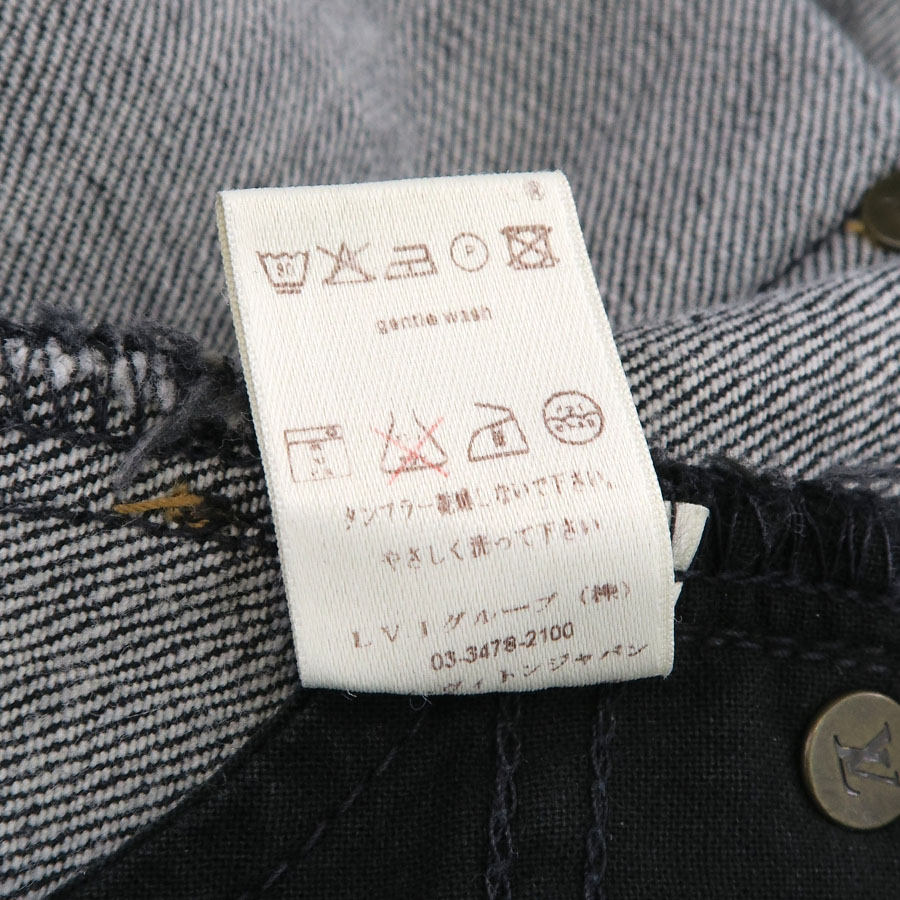 ®
30 P
gentle wash
タンブラー乾燥しないで下さい。
やさしく洗って下さい
LVJグループ（株）
03-3478-2100
ヴィトンジャパン
LV